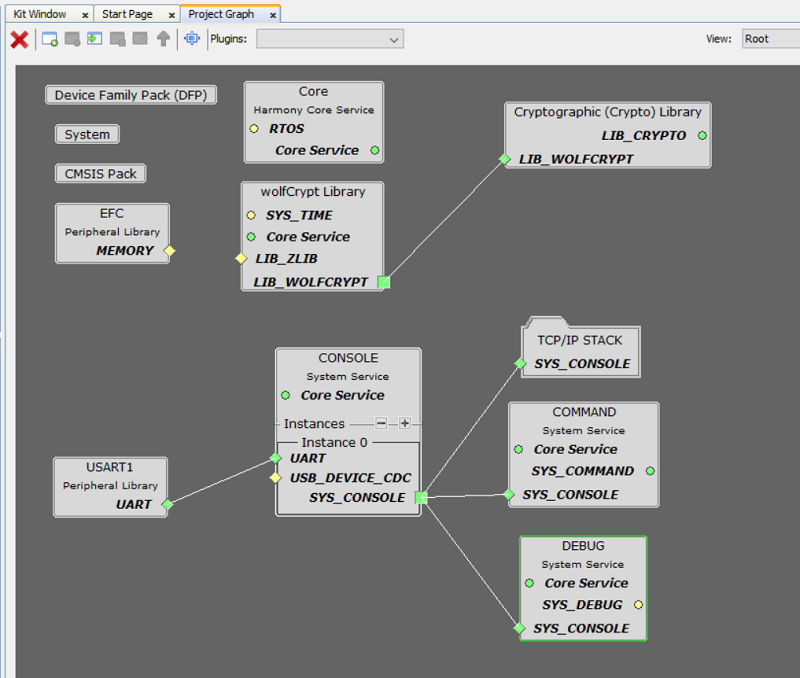 Kit Window x Start Page x Project Graph x
Plugins: View: Root
Device Family Pack (DFP)
System
CMSIS Pack
EFC
Peripheral Library
MEMORY
Core
Harmony Core Service
RTOS
Core Service
wolfCrypt Library
SYS_TIME
Core Service
LIB_ZLIB
LIB_WOLFCRYPT
Cryptographic (Crypto) Library
LIB_CRYPTO
LIB_WOLFCRYPT
USART1
Peripheral Library
UART
CONSOLE
System Service
Core Service
Instances
Instance 0
UART
USB_DEVICE_CDC
SYS_CONSOLE
TCP/IP STACK
SYS_CONSOLE
COMMAND
System Service
Core Service
SYS_COMMAND
SYS_CONSOLE
DEBUG
System Service
Core Service
SYS_DEBUG
SYS_CONSOLE